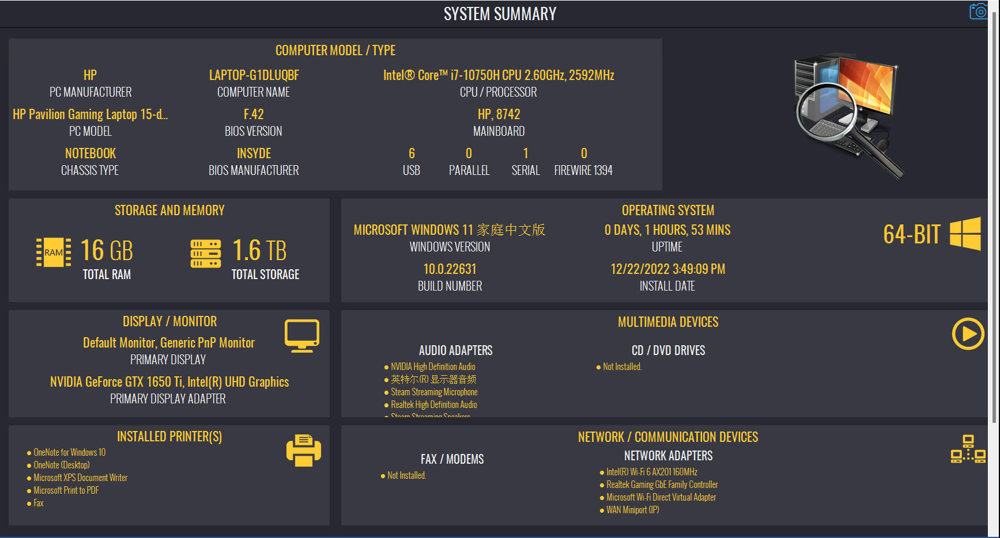 SYSTEM SUMMARY
COMPUTER MODEL / TYPE
HP
PC MANUFACTURER
LAPTOP-G1DLUQBF
COMPUTER NAME
Intel® Core™ i7-10750H CPU 2.60GHz, 2592MHz
CPU / PROCESSOR
HP Pavilion Gaming Laptop 15-d...
PC MODEL
F.42
BIOS VERSION
HP, 8742
MAINBOARD
NOTEBOOK
CHASSIS TYPE
INSYDE
BIOS MANUFACTURER
6
USB
0
PARALLEL
1
SERIAL
0
FIREWIRE 1394
STORAGE AND MEMORY
RAM
16 GB
TOTAL RAM
1.6 TB
TOTAL STORAGE
OPERATING SYSTEM
MICROSOFT WINDOWS 11 家庭中文版
WINDOWS VERSION
0 DAYS, 1 HOURS, 53 MINS
UPTIME
10.0.22631
BUILD NUMBER
12/22/2022 3:49:09 PM
INSTALL DATE
64-BIT
DISPLAY / MONITOR
Default Monitor, Generic PnP Monitor
PRIMARY DISPLAY
NVIDIA GeForce GTX 1650 Ti, Intel(R) UHD Graphics
PRIMARY DISPLAY ADAPTER
MULTIMEDIA DEVICES
AUDIO ADAPTERS
● NVIDIA High Definition Audio
● 英特尔(R) 显示器音频
● Steam Streaming Microphone
● Realtek High Definition Audio
● Steam Streaming Speakers
CD / DVD DRIVES
● Not Installed.
INSTALLED PRINTER(S)
● OneNote for Windows 10
● OneNote (Desktop)
● Microsoft XPS Document Writer
● Microsoft Print to PDF
● Fax
NETWORK / COMMUNICATION DEVICES
FAX / MODEMS
● Not Installed.
NETWORK ADAPTERS
● Intel(R) Wi-Fi 6 AX201 160MHz
● Realtek Gaming GbE Family Controller
● Microsoft Wi-Fi Direct Virtual Adapter
● WAN Miniport (IP)